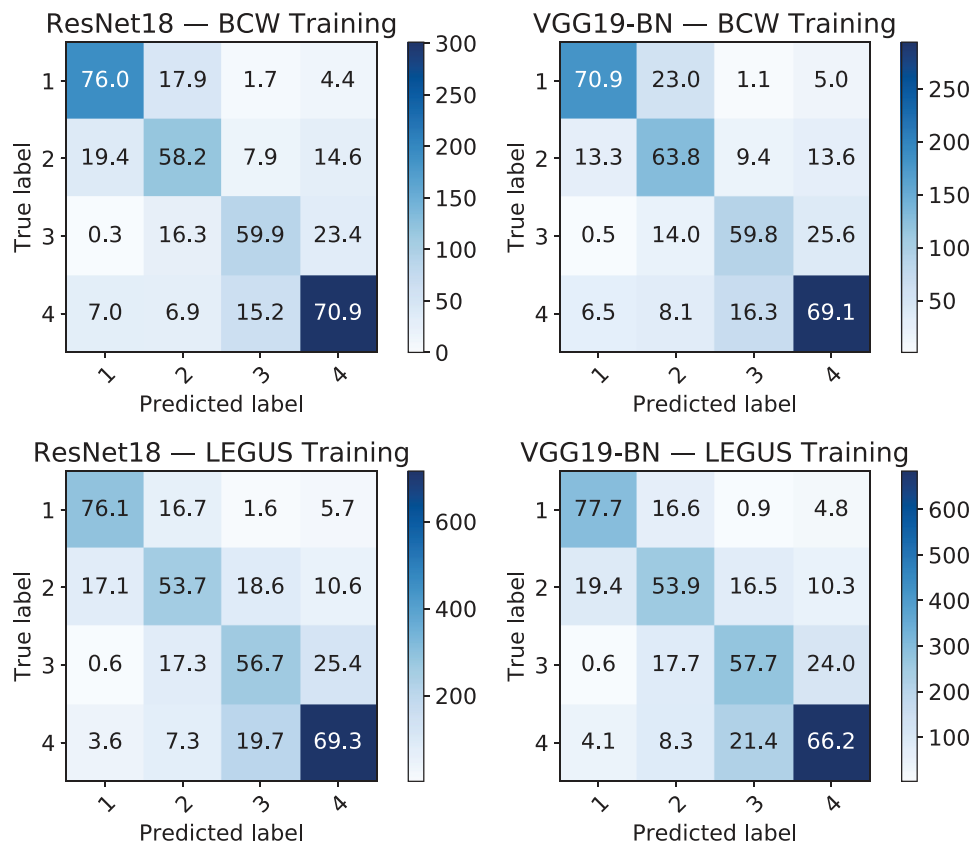 ResNet18 — BCW Training
1 76.0 17.9 1.7 4.4
2 19.4 58.2 7.9 14.6
3 0.3 16.3 59.9 23.4
4 7.0 6.9 15.2 70.9
1 2 3 4
True label
Predicted label
300
250
200
150
100
50
0
VGG19-BN — BCW Training
1 70.9 23.0 1.1 5.0
2 13.3 63.8 9.4 13.6
3 0.5 14.0 59.8 25.6
4 6.5 8.1 16.3 69.1
1 2 3 4
True label
Predicted label
250
200
150
100
50
ResNet18 — LEGUS Training
1 76.1 16.7 1.6 5.7
2 17.1 53.7 18.6 10.6
3 0.6 17.3 56.7 25.4
4 3.6 7.3 19.7 69.3
1 2 3 4
True label
Predicted label
600
400
200
VGG19-BN — LEGUS Training
1 77.7 16.6 0.9 4.8
2 19.4 53.9 16.5 10.3
3 0.6 17.7 57.7 24.0
4 4.1 8.3 21.4 66.2
1 2 3 4
True label
Predicted label
600
500
400
300
200
100